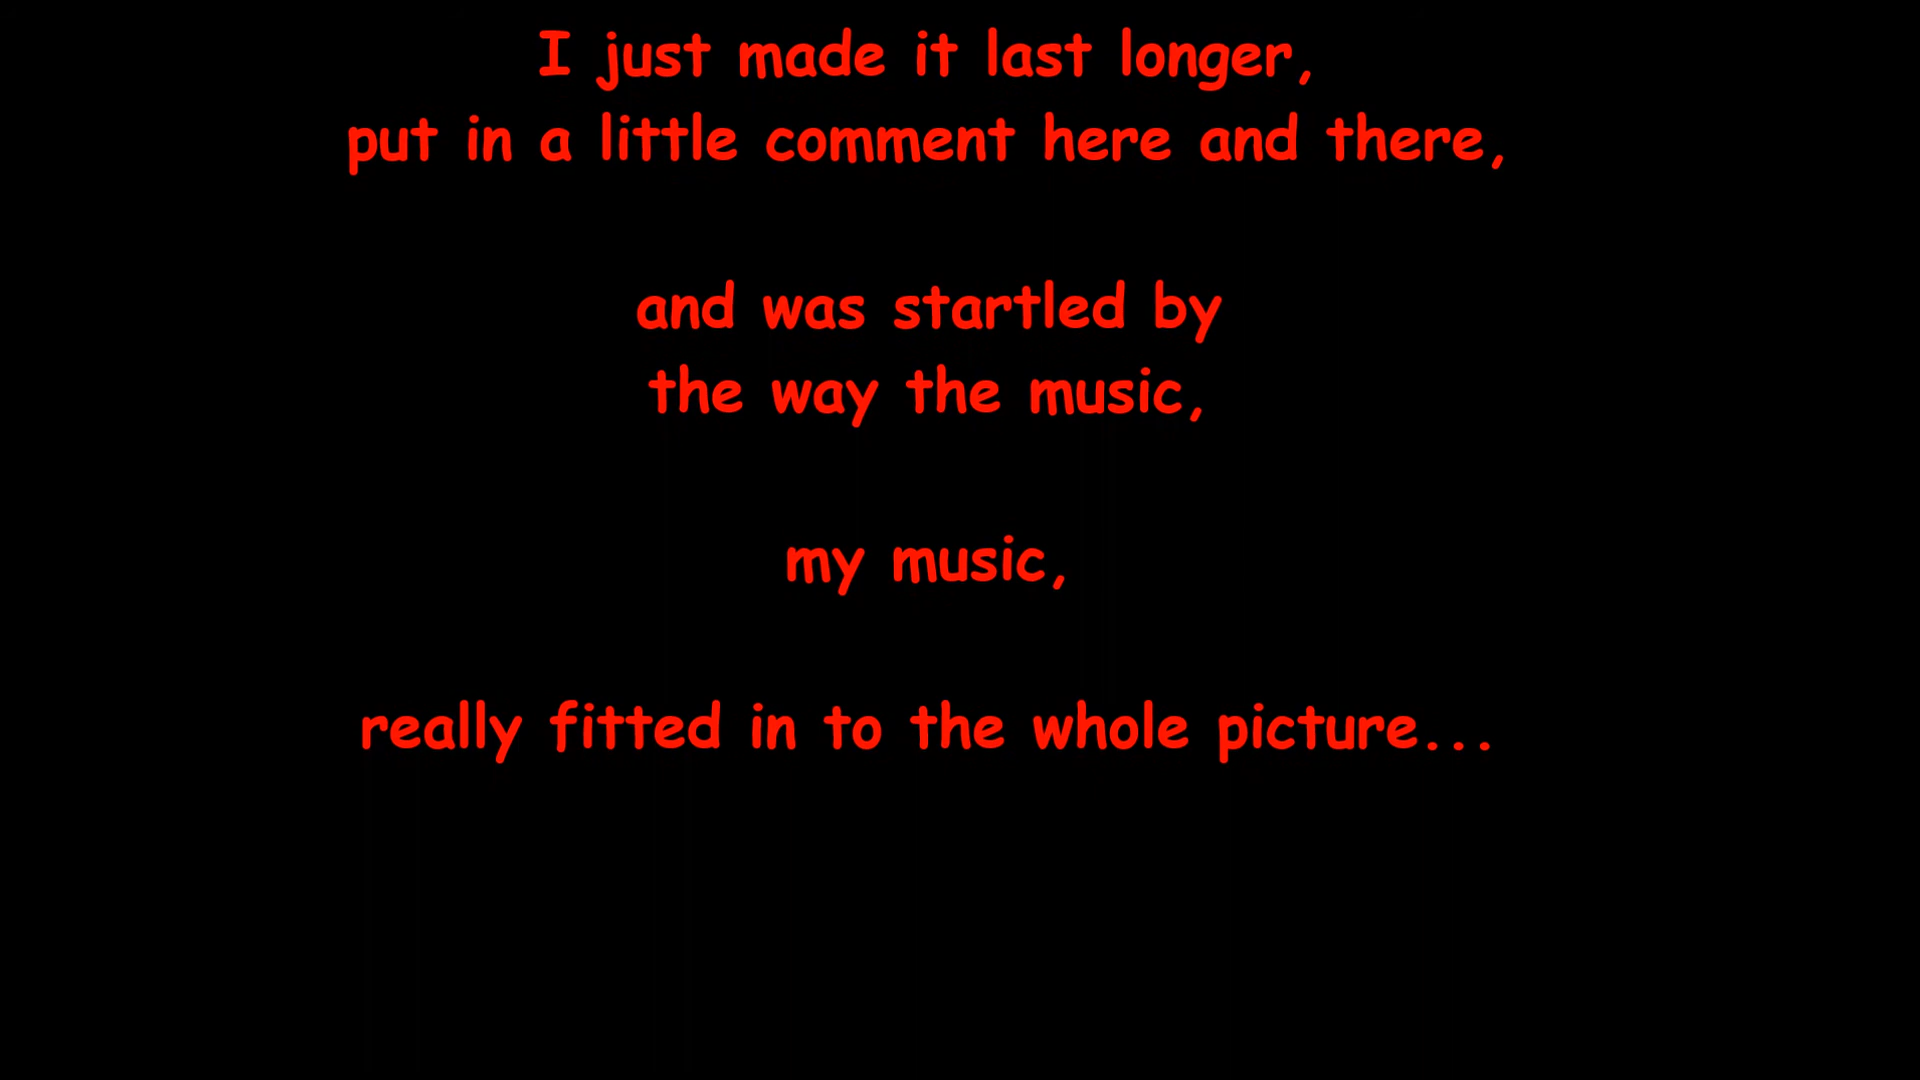 I just made it last longer,
put in a little comment here and there,
and was startled by
the way the music,
my music,
really fitted in to the whole picture...